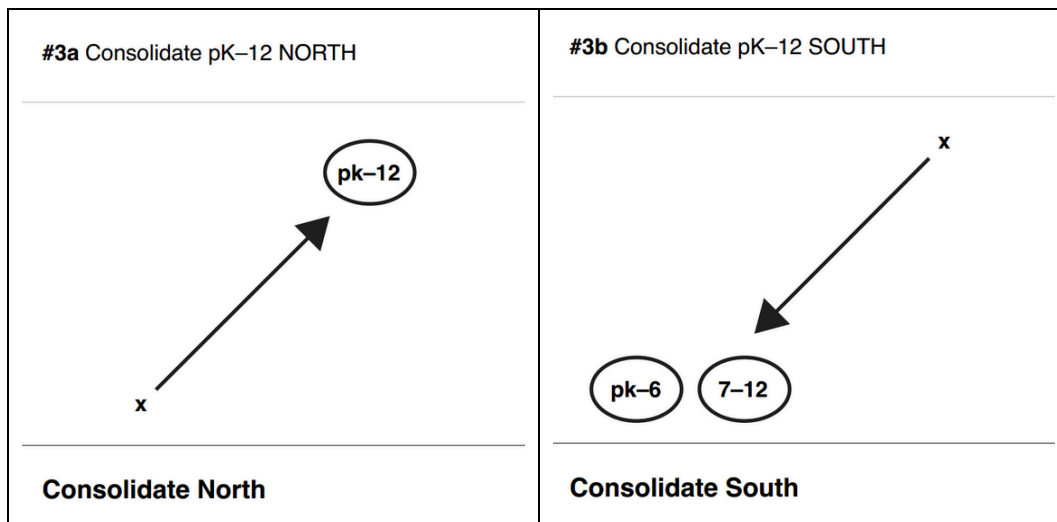 #3a Consolidate pK–12 NORTH
pk–12
x
Consolidate North
#3b Consolidate pK–12 SOUTH
x
pk–6 7–12
Consolidate South